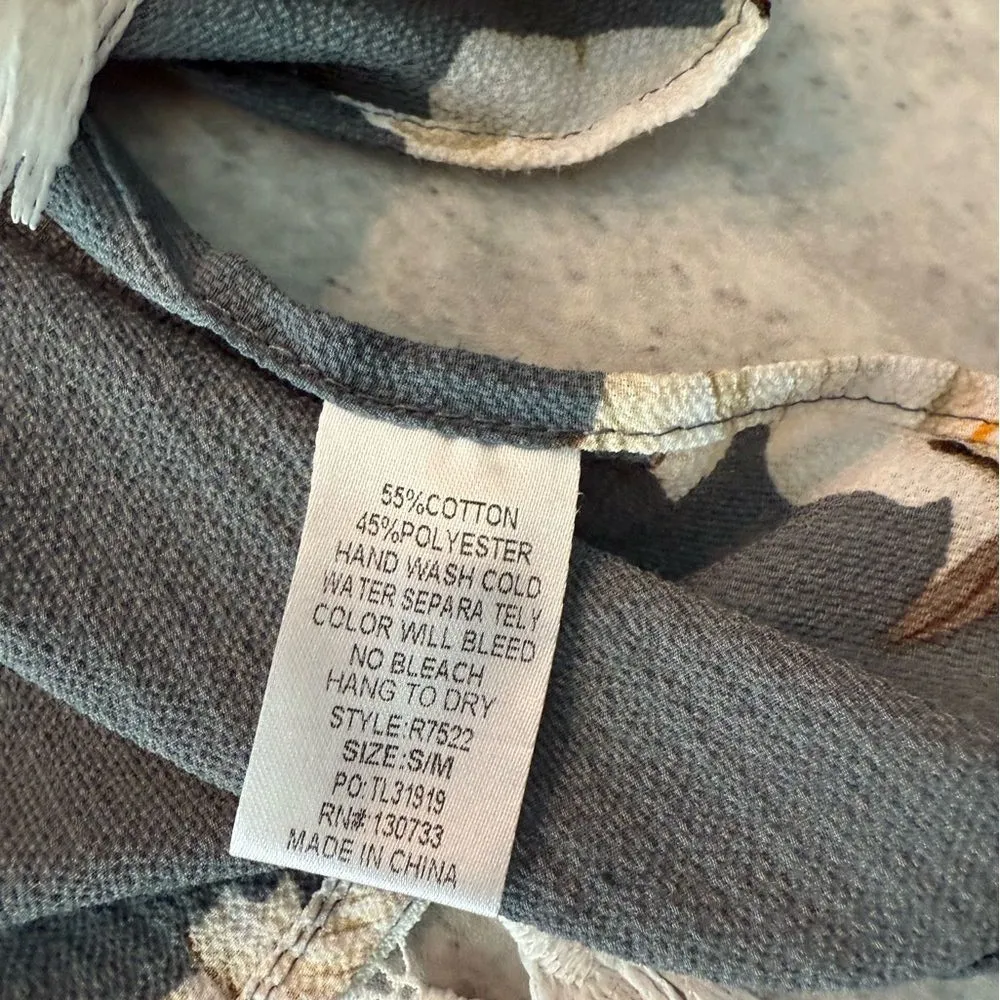 55%COTTON
45%POLYESTER
HAND WASH COLD
WATER SEPARA TELY
COLOR WILL BLEED
NO BLEACH
HANG TO DRY
STYLE:R7522
SIZE:S/M
PO:TL31919
RN#:130733
MADE IN CHINA